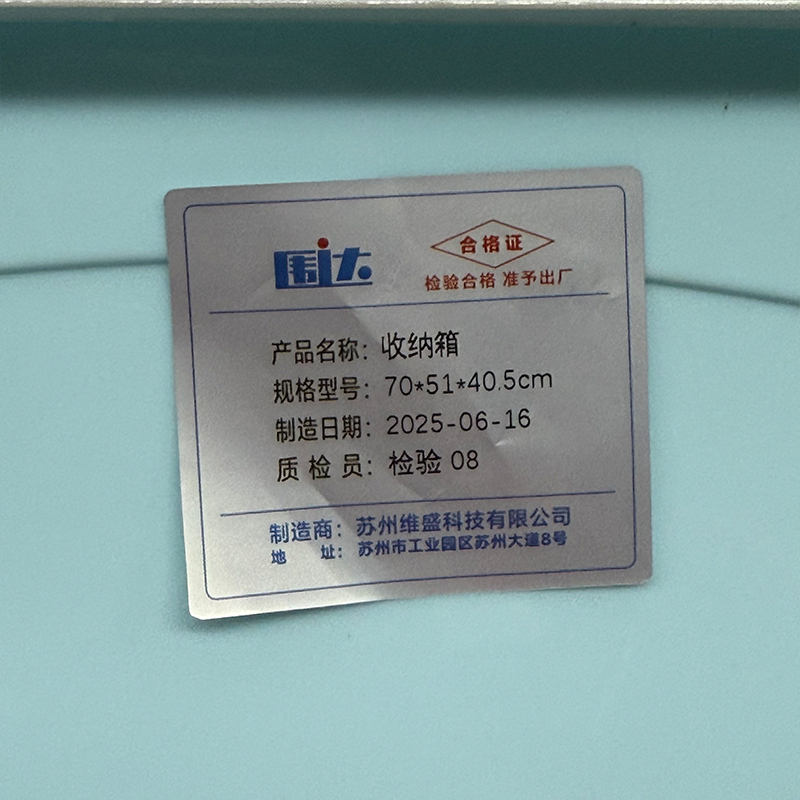 围达
合格证
检验合格 准予出厂
产品名称：收纳箱
规格型号：70*51*40.5cm
制造日期：2025-06-16
质 检 员：检验 08
制造商：苏州维盛科技有限公司
地 址：苏州市工业园区苏州大道8号